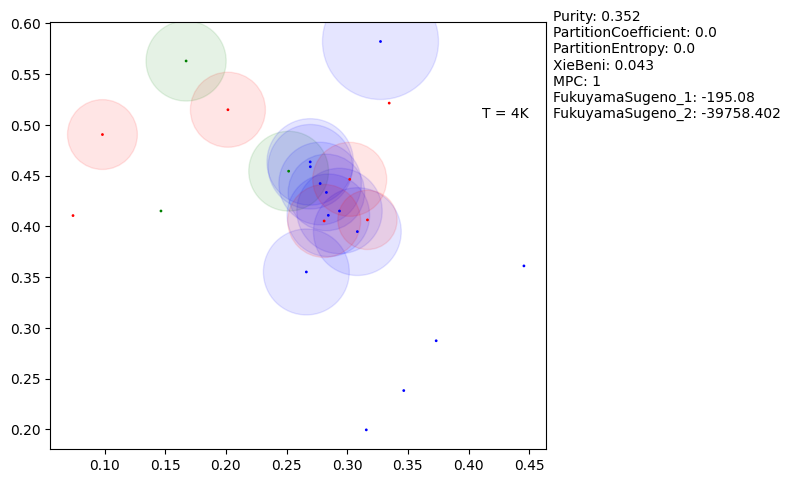 Purity: 0.352
PartitionCoefficient: 0.0
PartitionEntropy: 0.0
XieBeni: 0.043
MPC: 1
FukuyamaSugeno_1: -195.08
FukuyamaSugeno_2: -39758.402
T = 4K
0.60
0.55
0.50
0.45
0.40
0.35
0.30
0.25
0.20
0.10 0.15 0.20 0.25 0.30 0.35 0.40 0.45